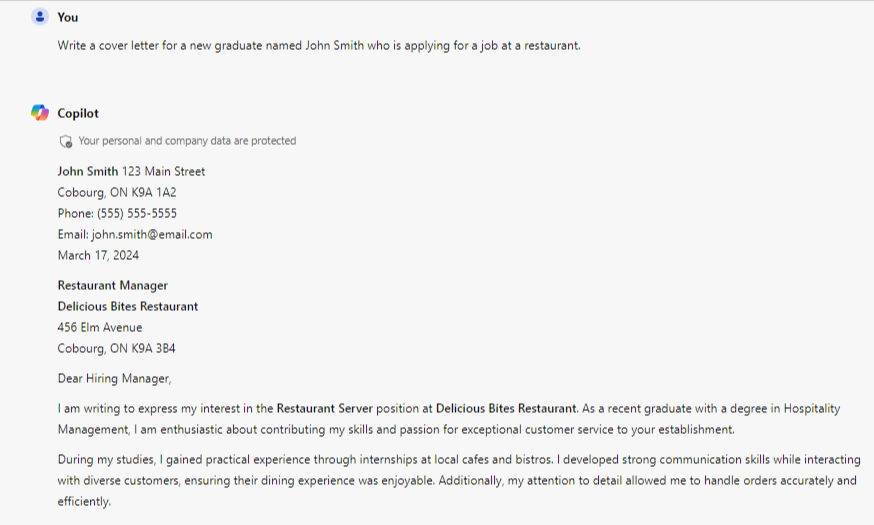 You
Write a cover letter for a new graduate named John Smith who is applying for a job at a restaurant.
Copilot
Your personal and company data are protected
John Smith 123 Main Street
Cobourg, ON K9A 1A2
Phone: (555) 555-5555
Email: john.smith@email.com
March 17, 2024
Restaurant Manager
Delicious Bites Restaurant
456 Elm Avenue
Cobourg, ON K9A 3B4
Dear Hiring Manager,
I am writing to express my interest in the Restaurant Server position at Delicious Bites Restaurant. As a recent graduate with a degree in Hospitality
Management, I am enthusiastic about contributing my skills and passion for exceptional customer service to your establishment.
During my studies, I gained practical experience through internships at local cafes and bistros. I developed strong communication skills while interacting
with diverse customers, ensuring their dining experience was enjoyable. Additionally, my attention to detail allowed me to handle orders accurately and
efficiently.